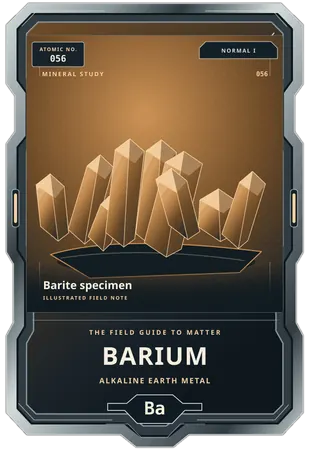 ATOMIC NO.
056
NORMAL I
MINERAL STUDY
056
Barite specimen
ILLUSTRATED FIELD NOTE
THE FIELD GUIDE TO MATTER
BARIUM
ALKALINE EARTH METAL
Ba